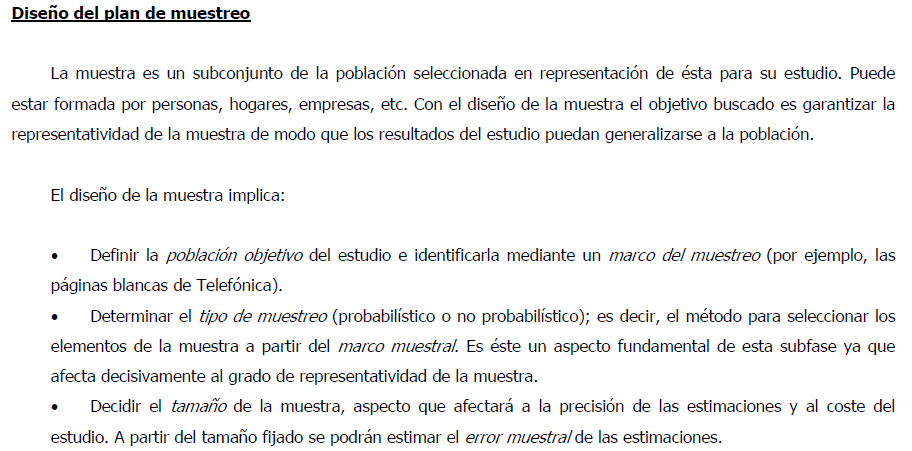 Diseño del plan de muestreo
La muestra es un subconjunto de la población seleccionada en representación de ésta para su estudio. Puede
estar formada por personas, hogares, empresas, etc. Con el diseño de la muestra el objetivo buscado es garantizar la
representatividad de la muestra de modo que los resultados del estudio puedan generalizarse a la población.
El diseño de la muestra implica:
• Definir la población objetivo del estudio e identificarla mediante un marco del muestreo (por ejemplo, las
páginas blancas de Telefónica).
• Determinar el tipo de muestreo (probabilístico o no probabilístico); es decir, el método para seleccionar los
elementos de la muestra a partir del marco muestral. Es éste un aspecto fundamental de esta subfase ya que
afecta decisivamente al grado de representatividad de la muestra.
• Decidir el tamaño de la muestra, aspecto que afectará a la precisión de las estimaciones y al coste del
estudio. A partir del tamaño fijado se podrán estimar el error muestral de las estimaciones.